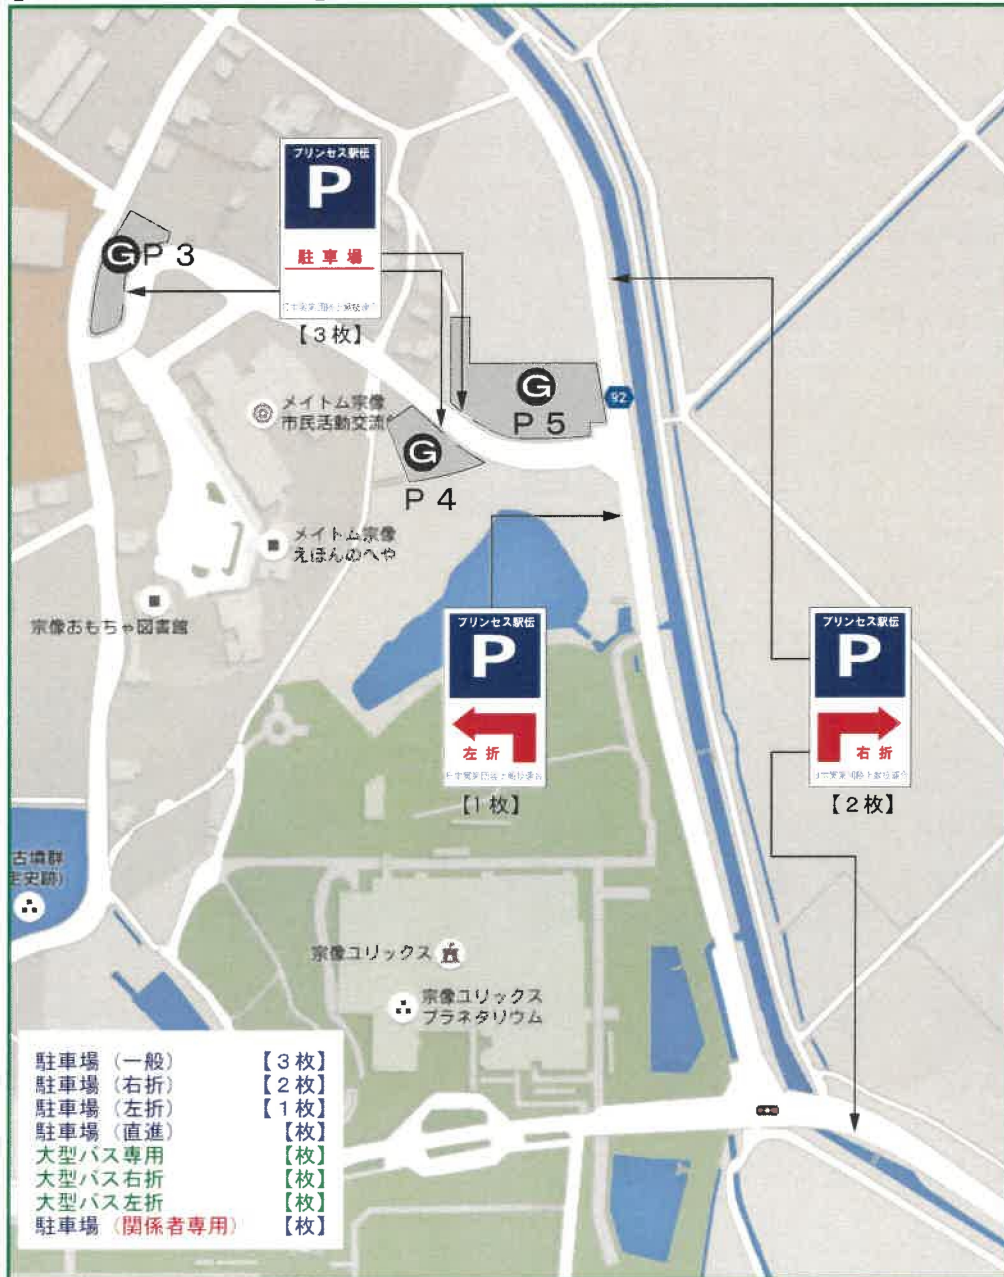 プリンセス駅伝
P
駐車場
【3枚】
G P 3
メイトム宗像
市民活動交流
G
P 5
92
G
P 4
メイトム宗像
えほんのへや
宗像おもちゃ図書館
プリンセス駅伝
P
左折
【1枚】
プリンセス駅伝
P
右折
【2枚】
古墳群
史跡)
宗像ユリックス
宗像ユリックス
プラネタリウム
駐車場（一般） 【3枚】
駐車場（右折） 【2枚】
駐車場（左折） 【1枚】
駐車場（直進） 【枚】
大型バス専用 【枚】
大型バス右折 【枚】
大型バス左折 【枚】
駐車場（関係者専用） 【枚】